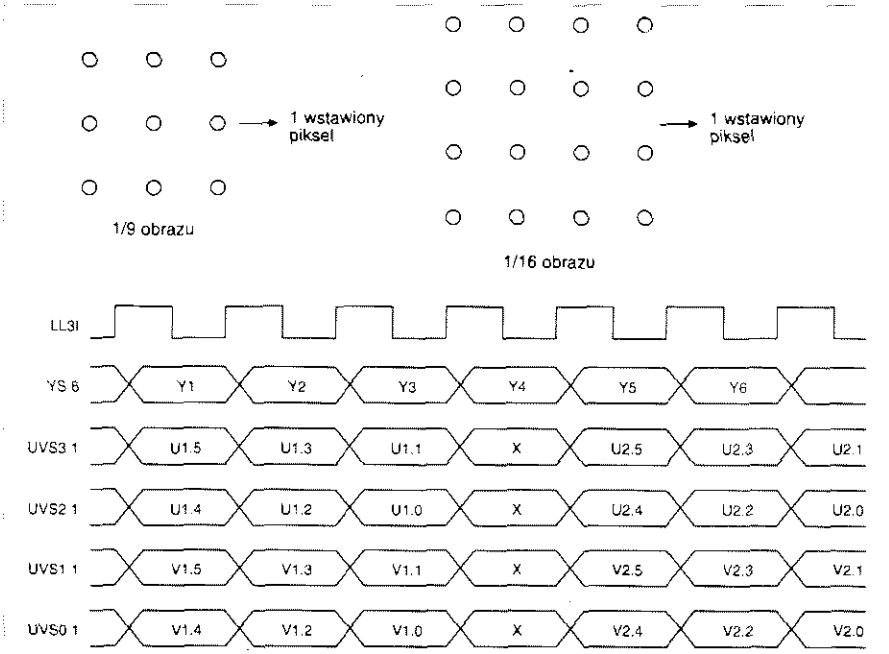 1 wstawiony
piksel
1/9 obrazu
1 wstawiony
piksel
1/16 obrazu
LL3I
YS 6 Y1 Y2 Y3 Y4 Y5 Y6
UVS3 1 U1.5 U1.3 U1.1 X U2.5 U2.3 U2.1
UVS2 1 U1.4 U1.2 U1.0 X U2.4 U2.2 U2.0
UVS1 1 V1.5 V1.3 V1.1 X V2.5 V2.3 V2.1
UVS0 1 V1.4 V1.2 V1.0 X V2.4 V2.2 V2.0